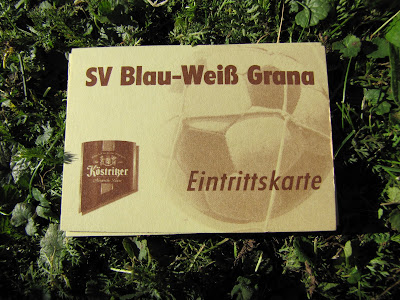 SV Blau-Weiß Grana
Köstritzer
Eintrittskarte